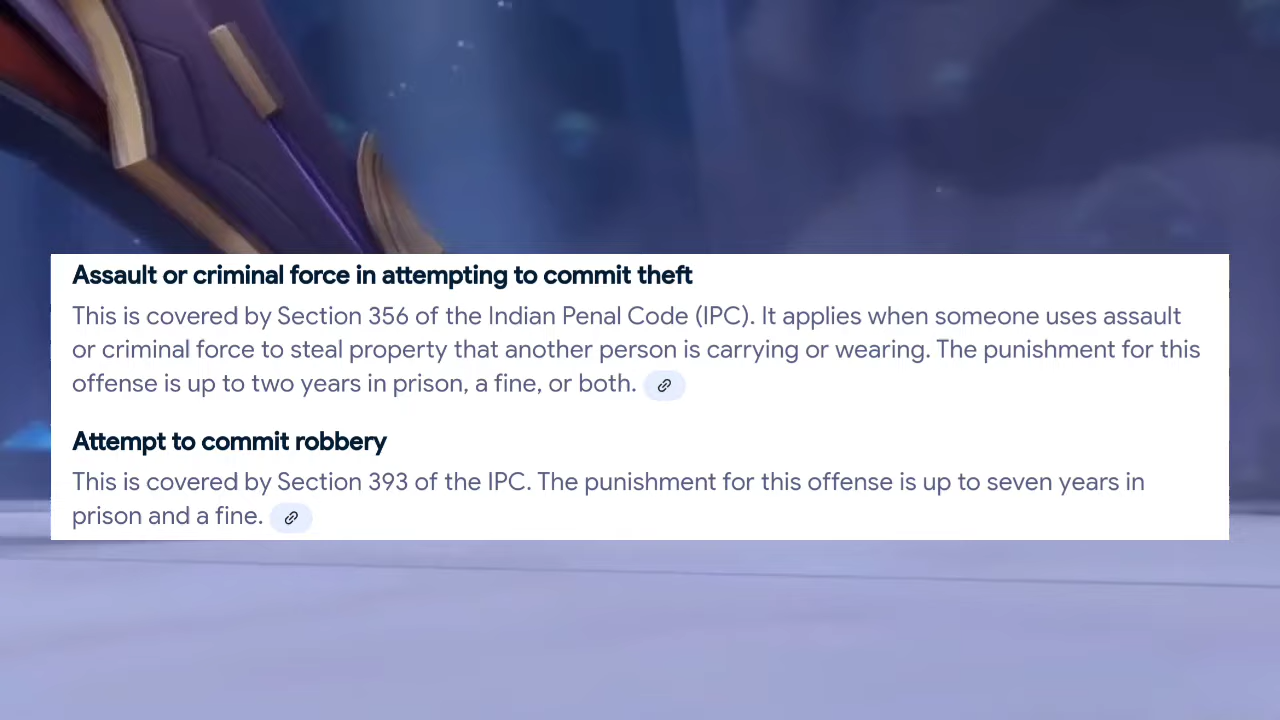 Assault or criminal force in attempting to commit theft
This is covered by Section 356 of the Indian Penal Code (IPC). It applies when someone uses assault
or criminal force to steal property that another person is carrying or wearing. The punishment for this
offense is up to two years in prison, a fine, or both.
Attempt to commit robbery
This is covered by Section 393 of the IPC. The punishment for this offense is up to seven years in
prison and a fine.